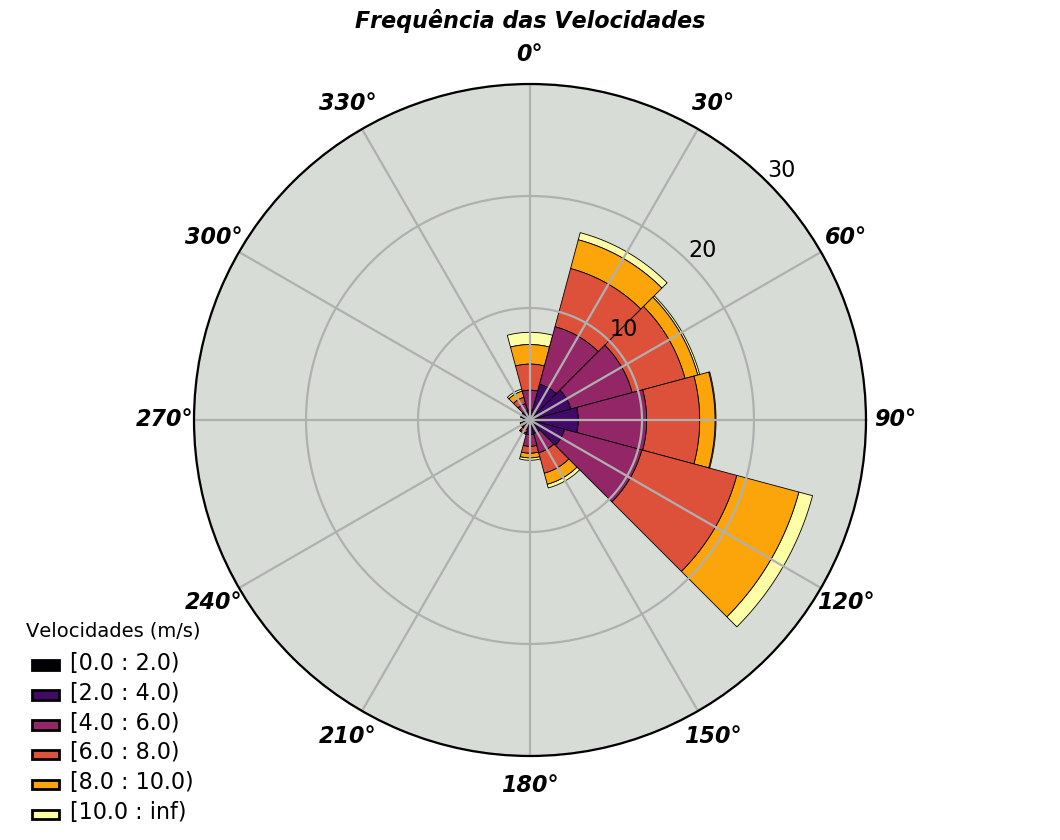 Frequência das Velocidades
0°
330°
30°
30
300°
60°
20
10
270°
90°
240°
120°
210°
150°
180°
Velocidades (m/s)
[0.0 : 2.0)
[2.0 : 4.0)
[4.0 : 6.0)
[6.0 : 8.0)
[8.0 : 10.0)
[10.0 : inf)